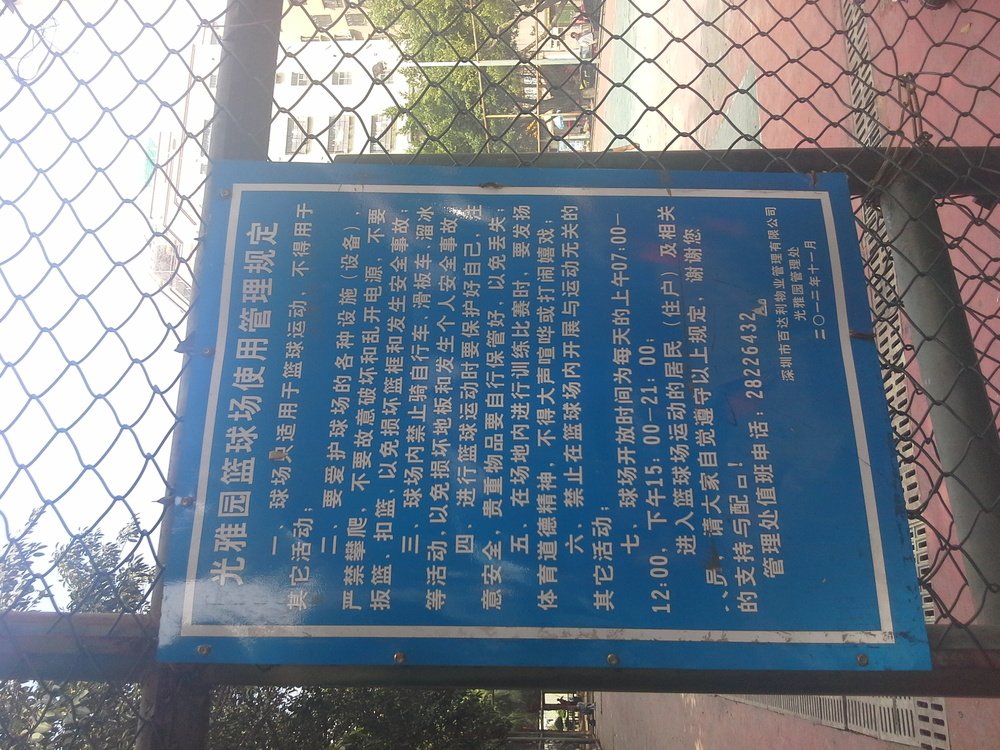 光雅园篮球场使用管理规定
一、球场只适用于篮球运动，不得用于
其它活动；
二、要爱护球场的各种设施（设备），
严禁攀爬，不要故意破坏和乱开电源，不要
扳篮、扣篮，以免损坏篮框和发生安全事故；
三、球场内禁止骑自行车、滑板车、溜冰
等活动，以免损坏地板和发生个人安全事故；
四、进行篮球运动时要保护好自己，注
意安全，贵重物品要自行保管好，以免丢失；
五、在场地内进行训练比赛时，要发扬
体育道德精神，不得大声喧哗或打闹嘻戏；
六、禁止在篮球场内开展与运动无关的
其它活动；
七、球场开放时间为每天的上午07.00—
12:00，下午15：00—21：00；
进入篮球场运动的居民（住户）及相关
人员，请大家自觉遵守以上规定，谢谢您
的支持与配合！
管理处值班电话：28226432
深圳市百达利物业管理有限公司
光雅园管理处
二〇一三年十一月